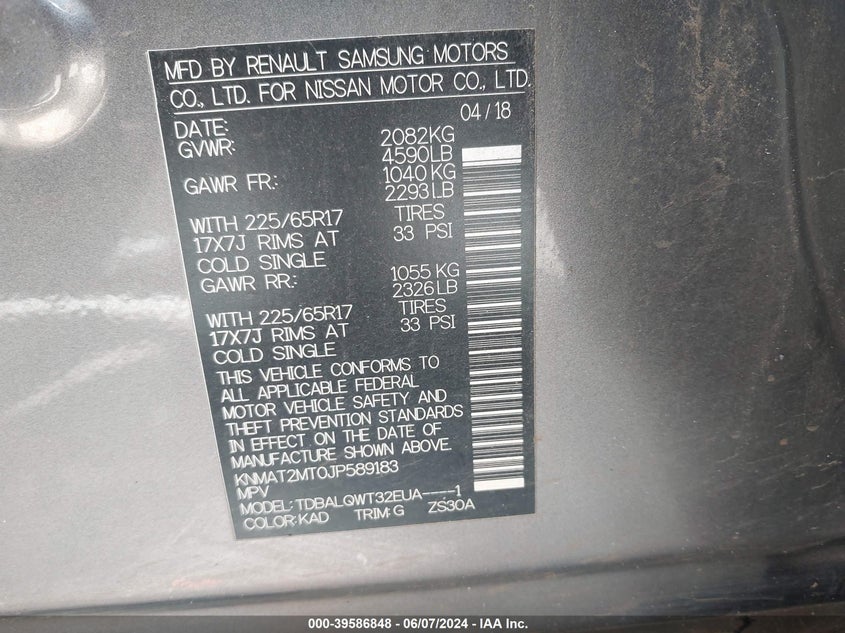 MFD BY RENAULT SAMSUNG MOTORS
CO., LTD. FOR NISSAN MOTOR CO., LTD.
DATE: 04/18
GVWR: 2082KG
4590LB
GAWR FR.: 1040 KG
2293LB
WITH 225/65R17 TIRES
17X7J RIMS AT 33 PSI
COLD SINGLE
GAWR RR.: 1055 KG
2326LB
WITH 225/65R17 TIRES
17X7J RIMS AT 33 PSI
COLD SINGLE
THIS VEHICLE CONFORMS TO
ALL APPLICABLE FEDERAL
MOTOR VEHICLE SAFETY AND
THEFT PREVENTION STANDARDS
IN EFFECT ON THE DATE OF
MANUFACTURE SHOWN ABOVE.
KNMAT2MT0JP589183
MPV
MODEL: TDBALQWT32EUA----1
COLOR: KAD TRIM: G ZS30A
000-39586848 - 06/07/2024 - IAA Inc.